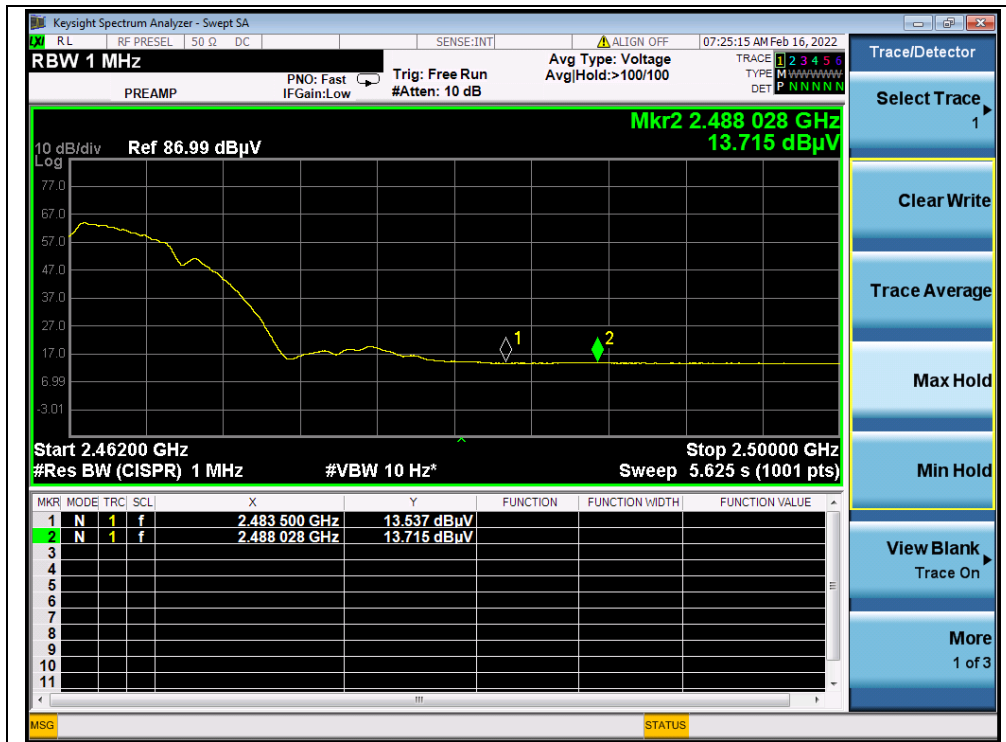 Keysight Spectrum Analyzer - Swept SA
LXI RL RF PRESEL 50 Ω DC SENSE:INT ALIGN OFF 07:25:15 AM Feb 16, 2022
RBW 1 MHz
PREAMP
PNO: Fast
IFGain:Low
Trig: Free Run
#Atten: 10 dB
Avg Type: Voltage
Avg|Hold:>100/100
TRACE 1 2 3 4 5 6
TYPE M W W W W W
DET P N N N N N
Mkr2 2.488 028 GHz
13.715 dBµV
10 dB/div Ref 86.99 dBµV
Log
77.0
67.0
57.0
47.0
37.0
27.0
17.0
6.99
-3.01
1
2
Start 2.46200 GHz Stop 2.50000 GHz
#Res BW (CISPR) 1 MHz #VBW 10 Hz* Sweep 5.625 s (1001 pts)
MKR MODE TRC SCL X Y FUNCTION FUNCTION WIDTH FUNCTION VALUE
1 N 1 f 2.483 500 GHz 13.537 dBµV
2 N 1 f 2.488 028 GHz 13.715 dBµV
3
4
5
6
7
8
9
10
11
MSG STATUS
Trace/Detector
Select Trace
1
Clear Write
Trace Average
Max Hold
Min Hold
View Blank
Trace On
More
1 of 3